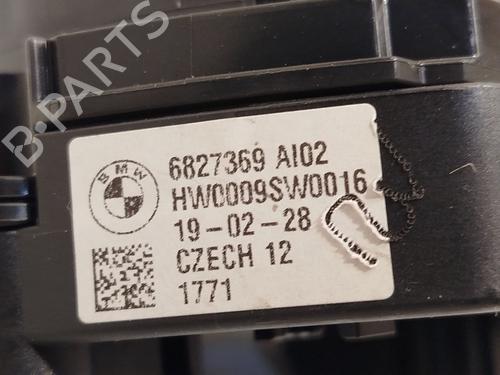 B-PARTS
BMW
6827369 AI02
HW0009SW0016
19-02-28
CZECH 12
1771